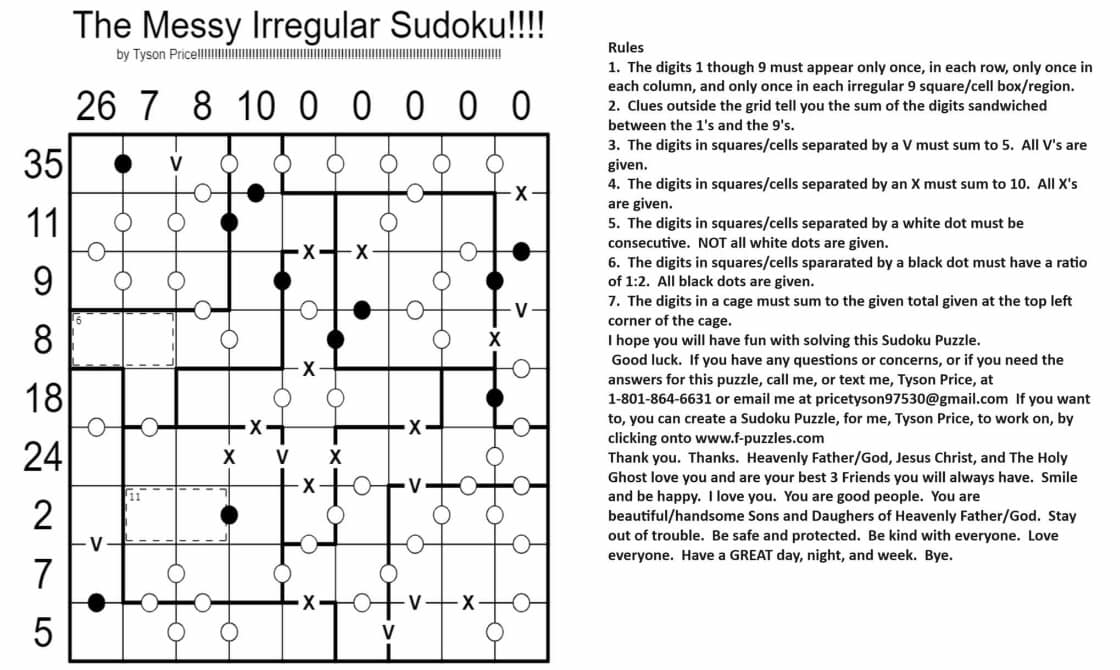 The Messy Irregular Sudoku!!!!
by Tyson Price!!!!!!!!!!!!!!!!!!!!!!!!!!!!!!!!!!!!!!!!!!!!!!!!!!!!!!!!!!!!!!!!!!!!!!!!!!!!!!!!!!!!!!!!!!
26 7 8 10 0 0 0 0 0
35 V
X
11
X X
9
V
6
8 X
X
18
X X
24 X V X
X V
11
2
V
7
X V X
5 V
Rules
1. The digits 1 though 9 must appear only once, in each row, only once in
each column, and only once in each irregular 9 square/cell box/region.
2. Clues outside the grid tell you the sum of the digits sandwiched
between the 1's and the 9's.
3. The digits in squares/cells separated by a V must sum to 5. All V's are
given.
4. The digits in squares/cells separated by an X must sum to 10. All X's
are given.
5. The digits in squares/cells separated by a white dot must be
consecutive. NOT all white dots are given.
6. The digits in squares/cells spararated by a black dot must have a ratio
of 1:2. All black dots are given.
7. The digits in a cage must sum to the given total given at the top left
corner of the cage.
I hope you will have fun with solving this Sudoku Puzzle.
Good luck. If you have any questions or concerns, or if you need the
answers for this puzzle, call me, or text me, Tyson Price, at
1-801-864-6631 or email me at pricetyson97530@gmail.com If you want
to, you can create a Sudoku Puzzle, for me, Tyson Price, to work on, by
clicking onto www.f-puzzles.com
Thank you. Thanks. Heavenly Father/God, Jesus Christ, and The Holy
Ghost love you and are your best 3 Friends you will always have. Smile
and be happy. I love you. You are good people. You are
beautiful/handsome Sons and Daughers of Heavenly Father/God. Stay
out of trouble. Be safe and protected. Be kind with everyone. Love
everyone. Have a GREAT day, night, and week. Bye.